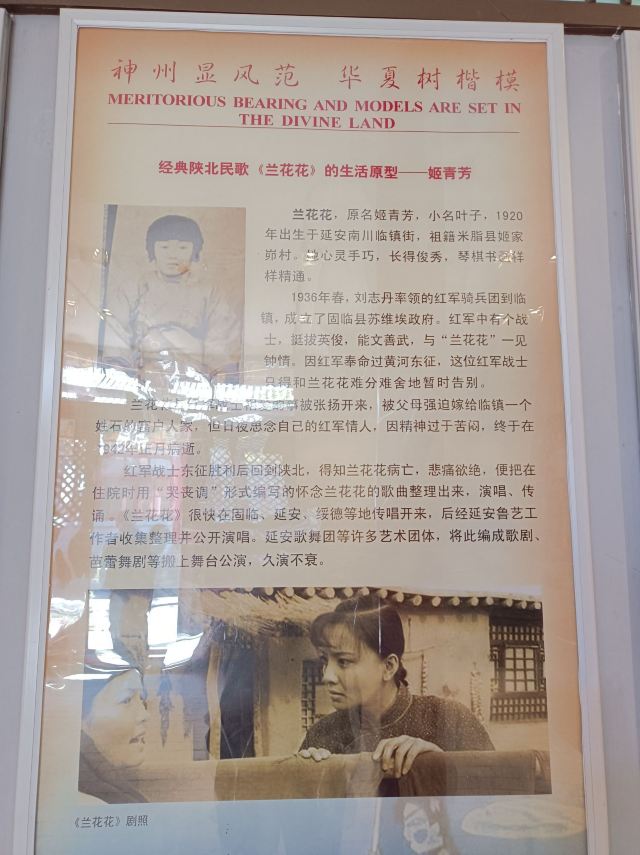 神州显风范 华夏树楷模
MERITORIOUS BEARING AND MODELS ARE SET IN
THE DIVINE LAND
经典陕北民歌《兰花花》的生活原型——姬青芳
兰花花，原名姬青芳，小名叶子，1920
年出生于延安南川临镇街，祖籍米脂县姬家
峁村。她心灵手巧，长得俊秀，琴棋书画样
样精通。
1936年春，刘志丹率领的红军骑兵团到临
镇，成立了固临县苏维埃政府。红军中有个战
士，挺拔英俊，能文善武，与“兰花花”一见
钟情。因红军奉命过黄河东征，这位红军战士
只得和兰花花难分难舍地暂时告别。
兰花花 被张扬开来，被父母强迫嫁给临镇一个
姓石的 户人家，但日夜思念自己的红军情人，因精神过于苦闷，终于在
1942年正月病逝。
红军战士东征胜利后回到陕北，得知兰花花病亡，悲痛欲绝，便把在
住院时用“哭丧调”形式编写的怀念兰花花的歌曲整理出来，演唱、传
诵。《兰花花》很快在固临、延安、绥德等地传唱开来，后经延安鲁艺工
作者收集整理并公开演唱。延安歌舞团等许多艺术团体，将此编成歌剧、
芭蕾舞剧等搬上舞台公演，久演不衰。
《兰花花》剧照